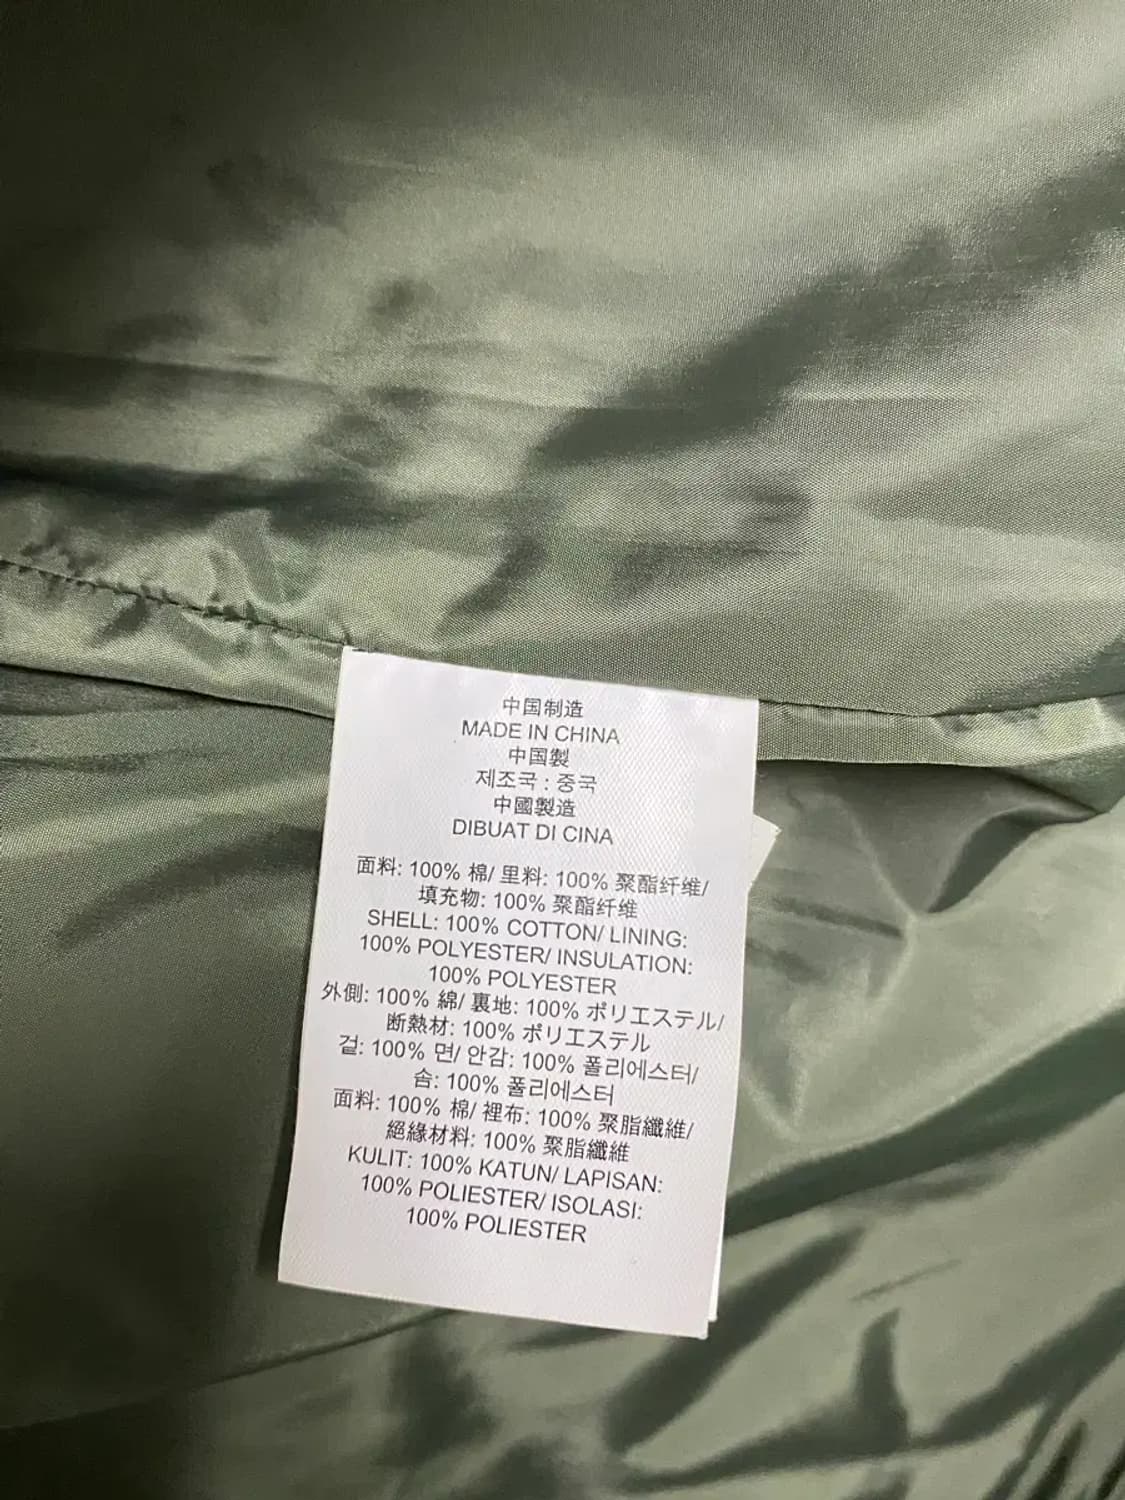 中国制造
MADE IN CHINA
中国製
제조국 : 중국
中國製造
DIBUAT DI CINA
面料: 100% 棉/ 里料: 100% 聚酯纤维/
填充物: 100% 聚酯纤维
SHELL: 100% COTTON/ LINING:
100% POLYESTER/ INSULATION:
100% POLYESTER
外側: 100% 綿/ 裏地: 100% ポリエステル/
断熱材: 100% ポリエステル
겉: 100% 면/ 안감: 100% 폴리에스터/
솜: 100% 폴리에스터
面料: 100% 棉/ 裡布: 100% 聚脂纖維/
絕緣材料: 100% 聚脂纖維
KULIT: 100% KATUN/ LAPISAN:
100% POLIESTER/ ISOLASI:
100% POLIESTER